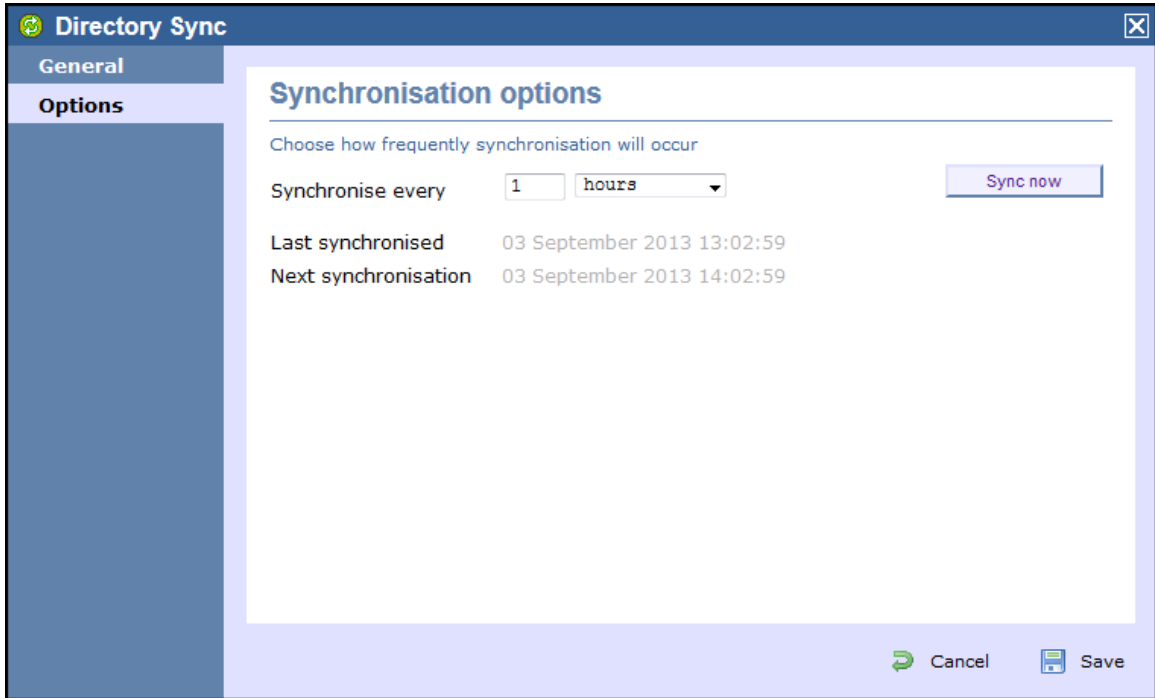 Directory Sync
General
Options
Synchronisation options
Choose how frequently synchronisation will occur
Synchronise every 1 hours Sync now
Last synchronised 03 September 2013 13:02:59
Next synchronisation 03 September 2013 14:02:59
Cancel Save